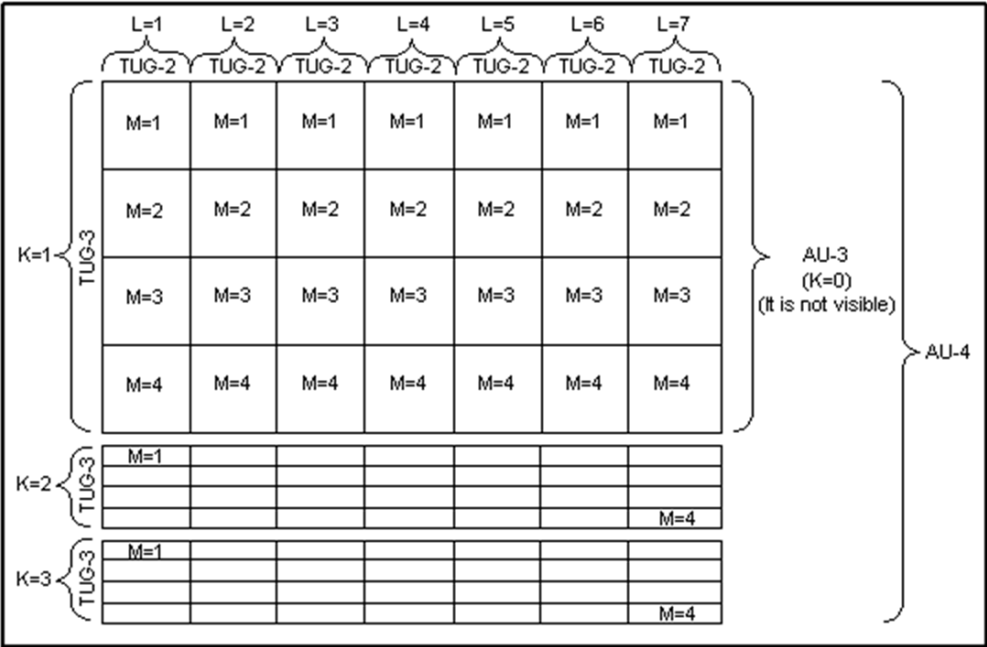 L=1 L=2 L=3 L=4 L=5 L=6 L=7
TUG-2 TUG-2 TUG-2 TUG-2 TUG-2 TUG-2 TUG-2
M=1 M=1 M=1 M=1 M=1 M=1 M=1
M=2 M=2 M=2 M=2 M=2 M=2 M=2
K=1 TUG-3
M=3 M=3 M=3 M=3 M=3 M=3 M=3
M=4 M=4 M=4 M=4 M=4 M=4 M=4
AU-3
(K=0)
(It is not visible)
AU-4
K=2 TUG-3
M=1
M=4
K=3 TUG-3
M=1
M=4